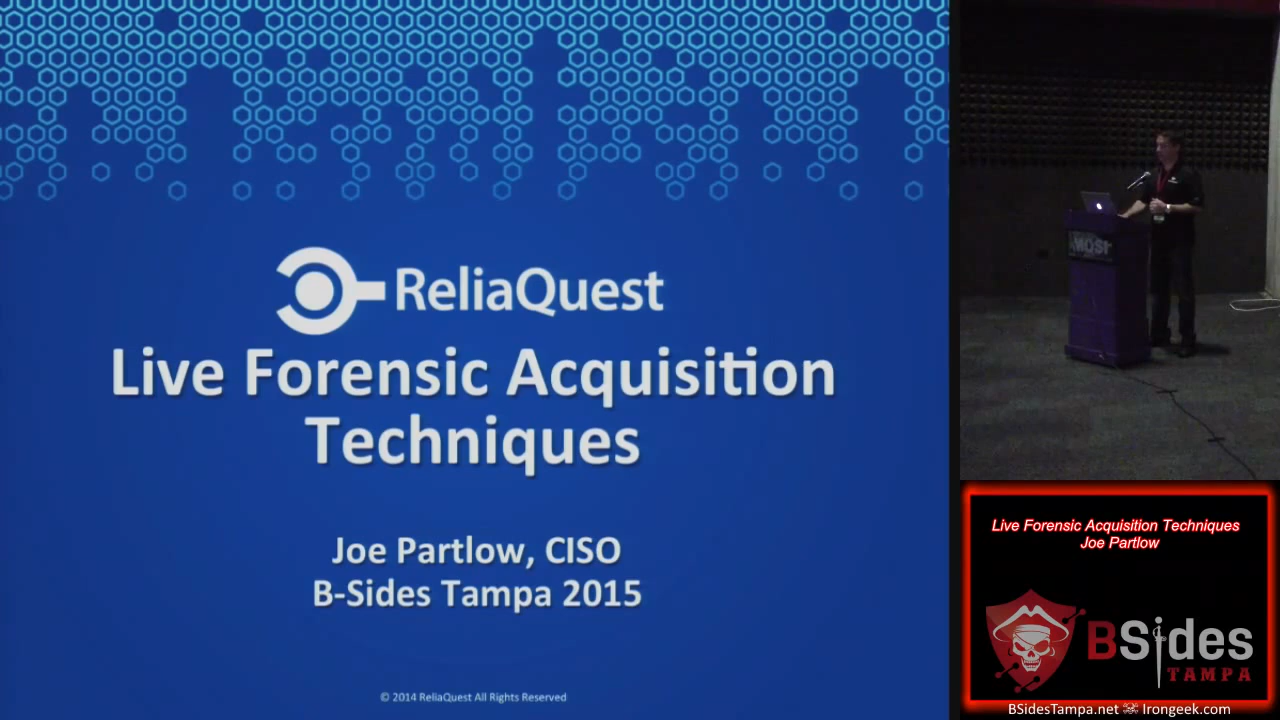 ReliaQuest
Live Forensic Acquisition
Techniques
Joe Partlow, CISO
B-Sides Tampa 2015
© 2014 ReliaQuest All Rights Reserved
MOSI
Live Forensic Acquisition Techniques
Joe Partlow
BSides
TAMPA
BSidesTampa.net Irongeek.com